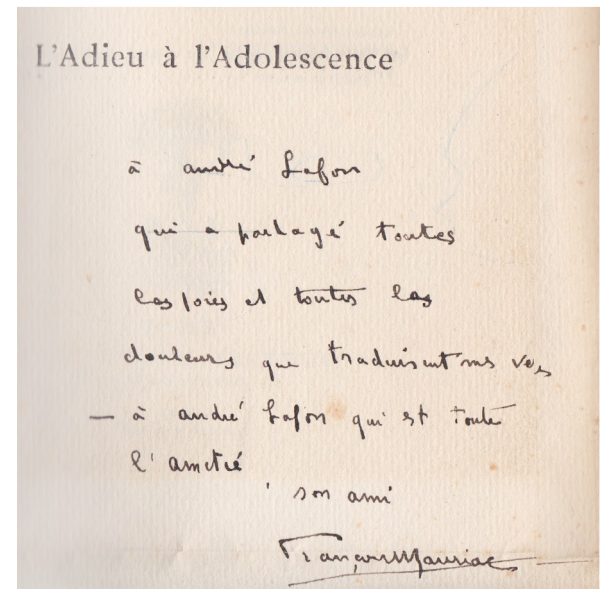 L'Adieu à l'Adolescence
à andré Lafon
qui a partagé toutes
les joies et toutes les
douleurs que traduisent mes vers
— à andré Lafon qui est toute
l'amitié
son ami
François Mauriac